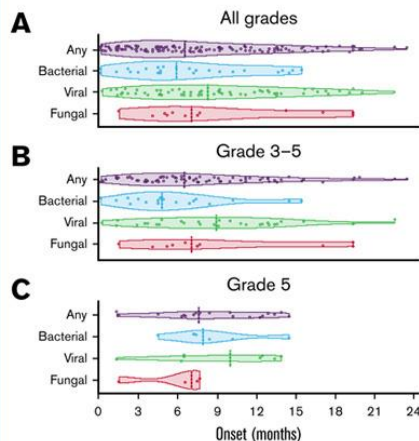 A
All grades
Any
Bacterial
Viral
Fungal
B
Grade 3–5
Any
Bacterial
Viral
Fungal
C
Grade 5
Any
Bacterial
Viral
Fungal
0 3 6 9 12 15 18 21 24
Onset (months)